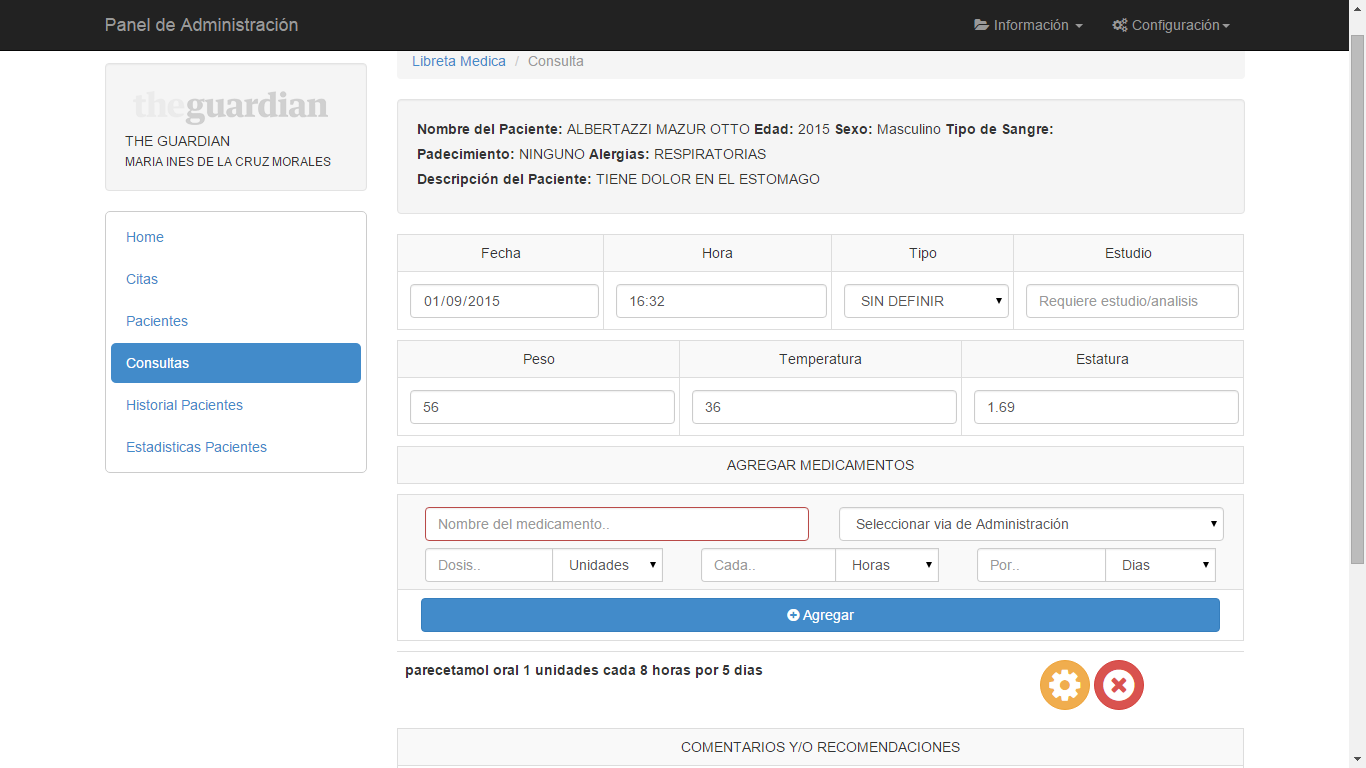 Panel de Administración Información Configuración
Libreta Medica / Consulta
theguardian
THE GUARDIAN
MARIA INES DE LA CRUZ MORALES
Home
Citas
Pacientes
Consultas
Historial Pacientes
Estadisticas Pacientes
Nombre del Paciente: ALBERTAZZI MAZUR OTTO Edad: 2015 Sexo: Masculino Tipo de Sangre:
Padecimiento: NINGUNO Alergias: RESPIRATORIAS
Descripción del Paciente: TIENE DOLOR EN EL ESTOMAGO
Fecha Hora Tipo Estudio
01/09/2015 16:32 SIN DEFINIR Requiere estudio/analisis
Peso Temperatura Estatura
56 36 1.69
AGREGAR MEDICAMENTOS
Nombre del medicamento.. Seleccionar via de Administración
Dosis.. Unidades Cada.. Horas Por.. Dias
Agregar
parecetamol oral 1 unidades cada 8 horas por 5 dias
COMENTARIOS Y/O RECOMENDACIONES